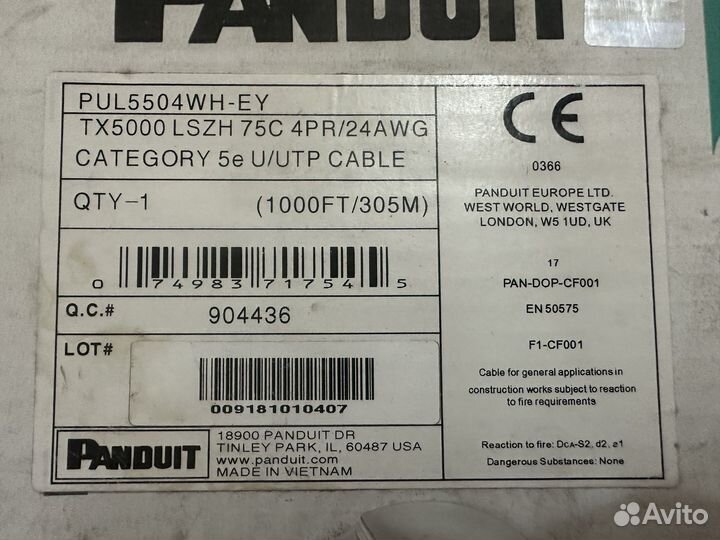 PANDUIT
PUL5504WH-EY
TX5000 LSZH 75C 4PR/24AWG
CATEGORY 5e U/UTP CABLE
QTY-1 (1000FT/305M)
0 74983 71754 5
Q.C.# 904436
LOT#
009181010407
PANDUIT
18900 PANDUIT DR
TINLEY PARK, IL, 60487 USA
www.panduit.com
MADE IN VIETNAM
CE
0366
PANDUIT EUROPE LTD.
WEST WORLD, WESTGATE
LONDON, W5 1UD, UK
17
PAN-DOP-CF001
EN 50575
F1-CF001
Cable for general applications in
construction works subject to reaction
to fire requirements
Reaction to fire: Dca-S2, d2, a1
Dangerous Substances: None
Avito